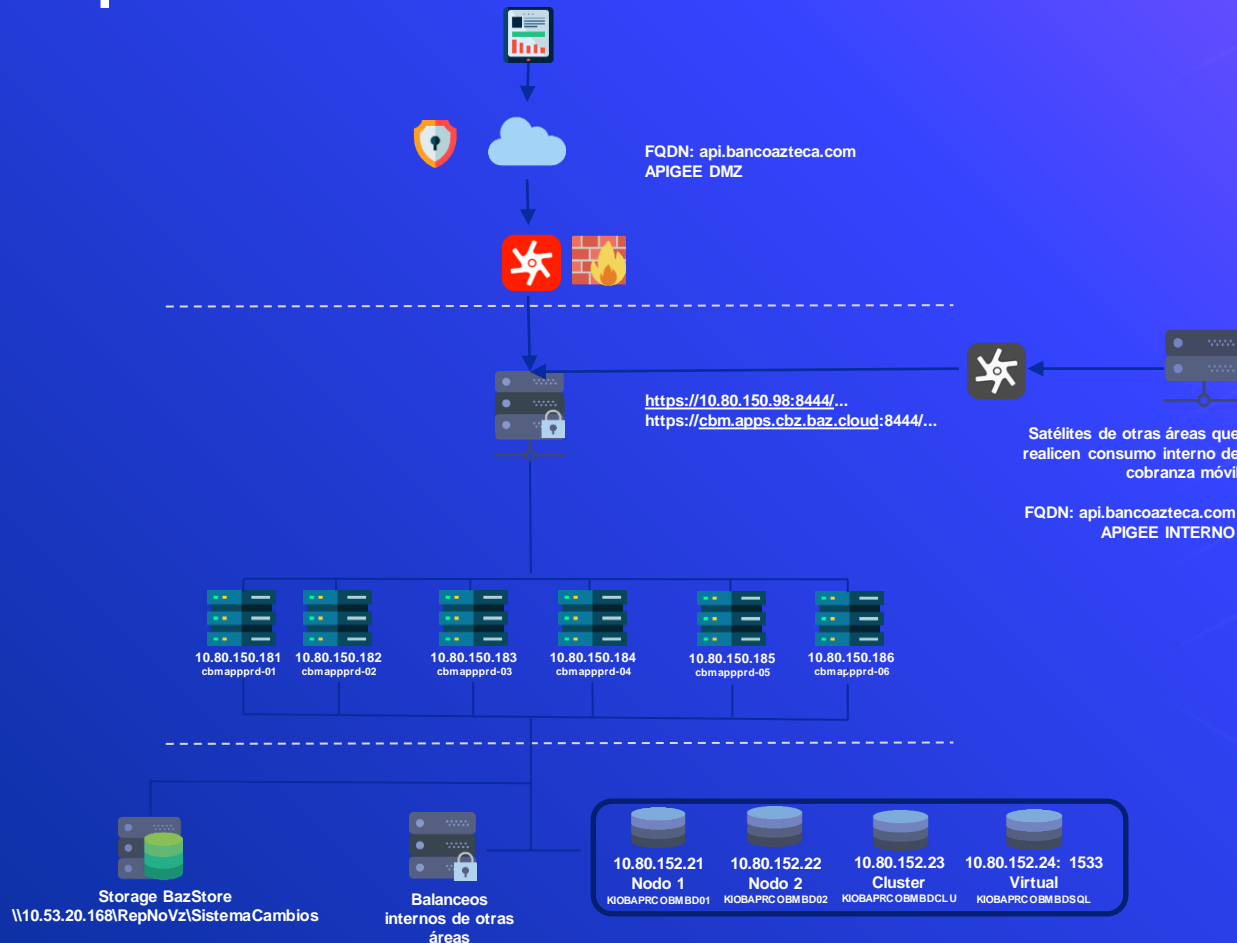 FQDN: api.bancoazteca.com
APIGEE DMZ
https://10.80.150.98:8444/...
https://cbm.apps.cbz.baz.cloud:8444/...
Satélites de otras áreas que
realicen consumo interno de
cobranza móvil
FQDN: api.bancoazteca.com
APIGEE INTERNO
10.80.150.181
cbmappprd-01
10.80.150.182
cbmappprd-02
10.80.150.183
cbmappprd-03
10.80.150.184
cbmappprd-04
10.80.150.185
cbmappprd-05
10.80.150.186
cbmappprd-06
Storage BazStore
\\10.53.20.168\RepNoVz\SistemaCambios
Balanceos
internos de otras
áreas
10.80.152.21
Nodo 1
KIOBAPRCOBMBD01
10.80.152.22
Nodo 2
KIOBAPRCOBMBD02
10.80.152.23
Cluster
KIOBAPRCOBMBDCLU
10.80.152.24: 1533
Virtual
KIOBAPRCOBMBDSQL